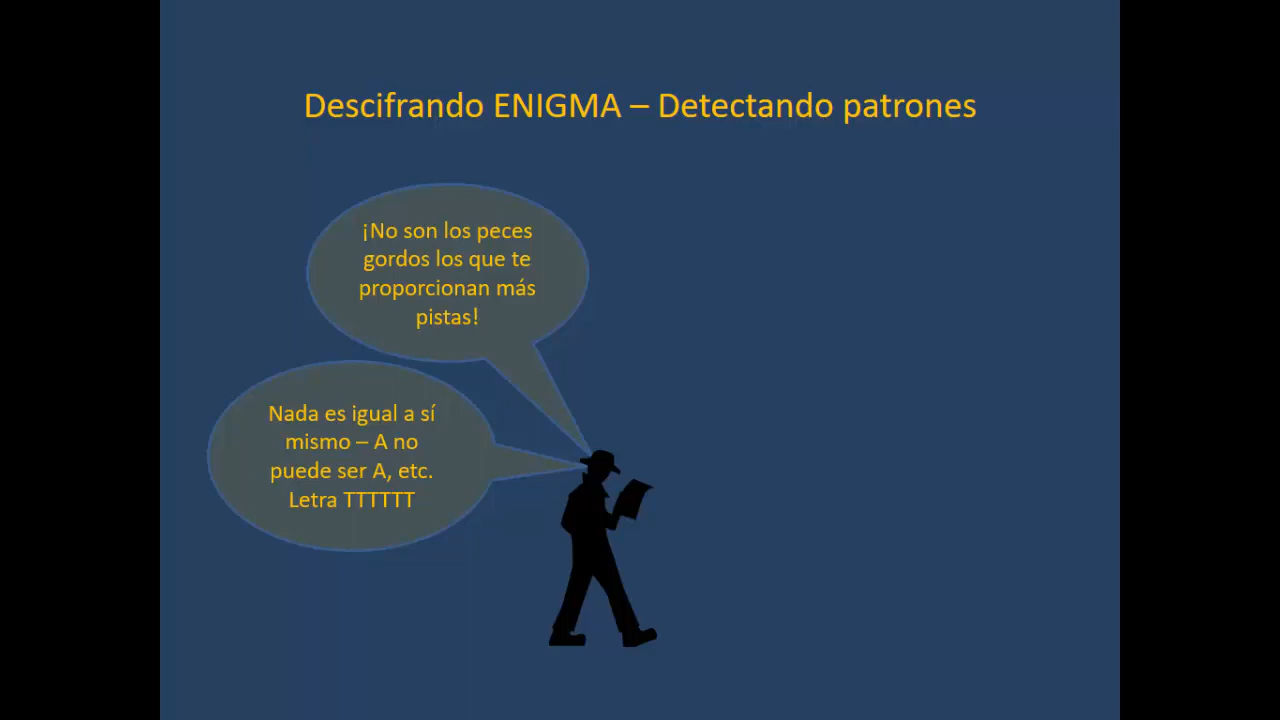 Descifrando ENIGMA – Detectando patrones
¡No son los peces
gordos los que te
proporcionan más
pistas!
Nada es igual a sí
mismo – A no
puede ser A, etc.
Letra TTTTTT